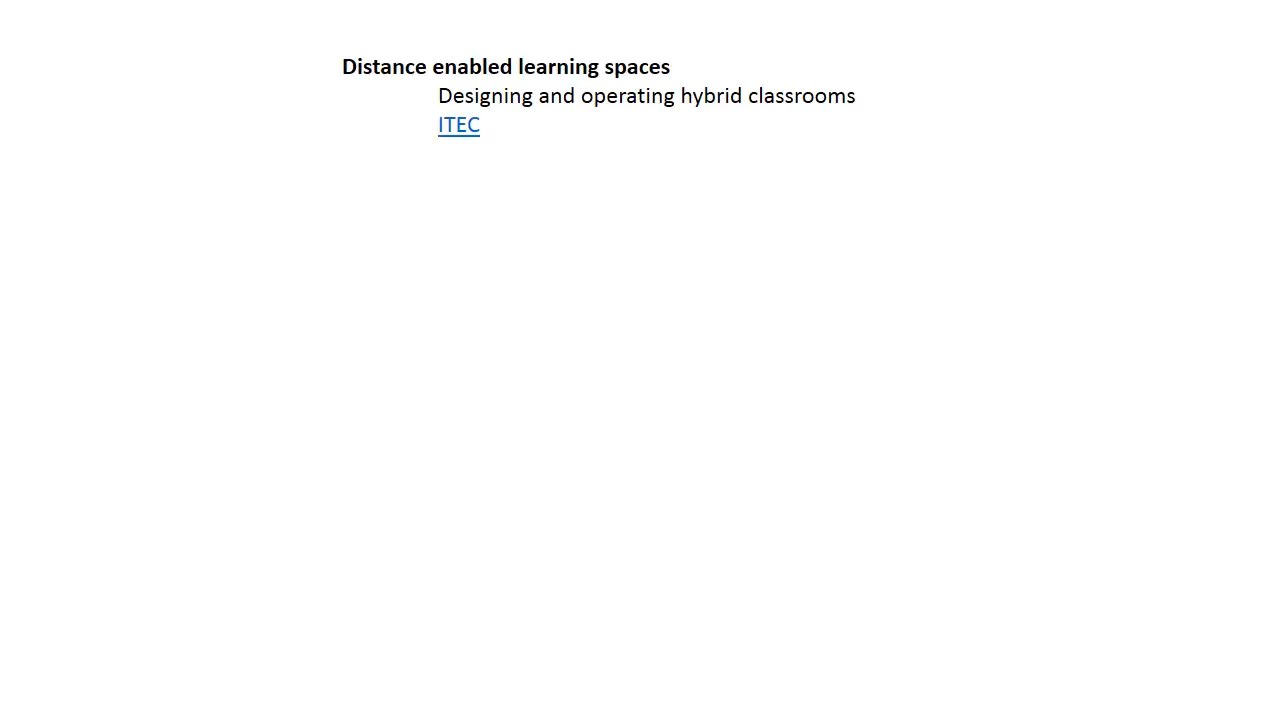 Distance enabled learning spaces
Designing and operating hybrid classrooms
ITEC